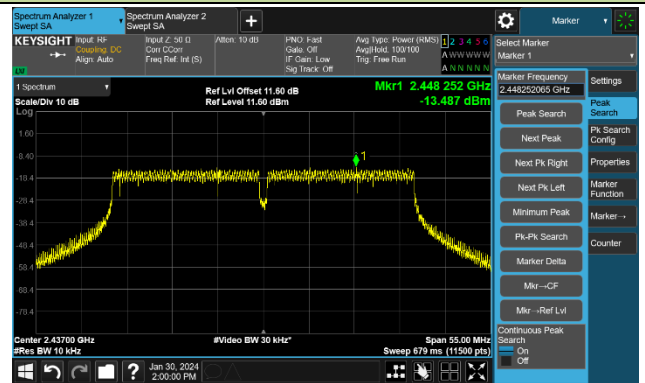 Spectrum Analyzer 1
Swept SA
Spectrum Analyzer 2
Swept SA
+
Marker
KEYSIGHT
Input: RF
Coupling: DC
Align: Auto
Input Z: 50 Ω
Corr CCorr
Freq Ref: Int (S)
Atten: 10 dB
PNO: Fast
Gate: Off
IF Gain: Low
Sig Track: Off
Avg Type: Power (RMS)
Avg|Hold: 100/100
Trig: Free Run
1 2 3 4 5 6
A W W W W W
A N N N N N
LV
Select Marker
Marker 1
1 Spectrum
Scale/Div 10 dB
Log
Ref Lvl Offset 11.60 dB
Ref Level 11.60 dBm
Mkr1 2.448 252 GHz
-13.487 dBm
1.60
-8.40
-18.4
-28.4
-38.4
-48.4
-58.4
-68.4
-78.4
1
Center 2.43700 GHz
#Res BW 10 kHz
#Video BW 30 kHz*
Span 55.00 MHz
Sweep 679 ms (11500 pts)
Marker Frequency
2.448252065 GHz
Peak Search
Next Peak
Next Pk Right
Next Pk Left
Minimum Peak
Pk-Pk Search
Marker Delta
Mkr→CF
Mkr→Ref Lvl
Continuous Peak
Search
On
Off
Settings
Peak
Search
Pk Search
Config
Properties
Marker
Function
Marker→
Counter
?
Jan 30, 2024
2:00:00 PM